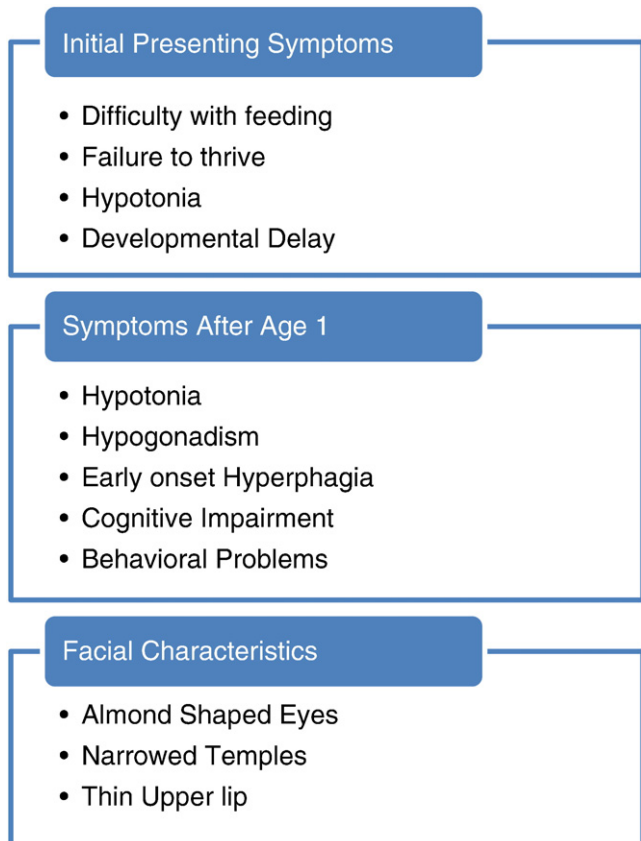 Initial Presenting Symptoms
• Difficulty with feeding
• Failure to thrive
• Hypotonia
• Developmental Delay
Symptoms After Age 1
• Hypotonia
• Hypogonadism
• Early onset Hyperphagia
• Cognitive Impairment
• Behavioral Problems
Facial Characteristics
• Almond Shaped Eyes
• Narrowed Temples
• Thin Upper lip